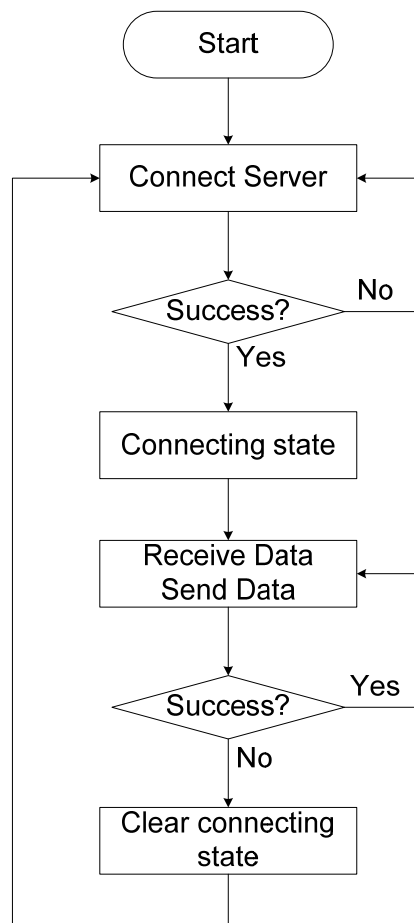 Start
Connect Server
Success?
No
Yes
Connecting state
Receive Data
Send Data
Success?
Yes
No
Clear connecting
state